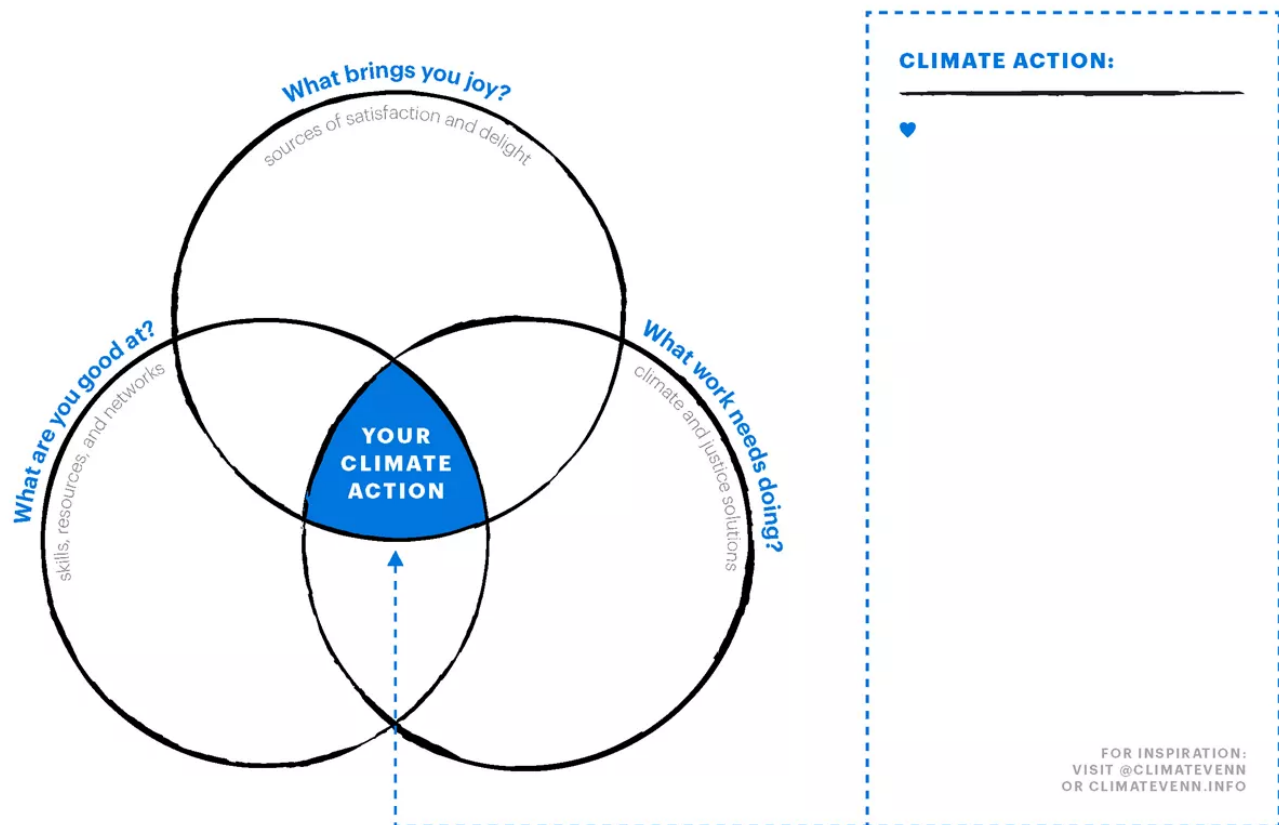 What brings you joy?
sources of satisfaction and delight
What are you good at?
skills, resources, and networks
What work needs doing?
climate and justice solutions
YOUR
CLIMATE
ACTION
CLIMATE ACTION:
FOR INSPIRATION:
VISIT @CLIMATEVENN
OR CLIMATEVENN.INFO